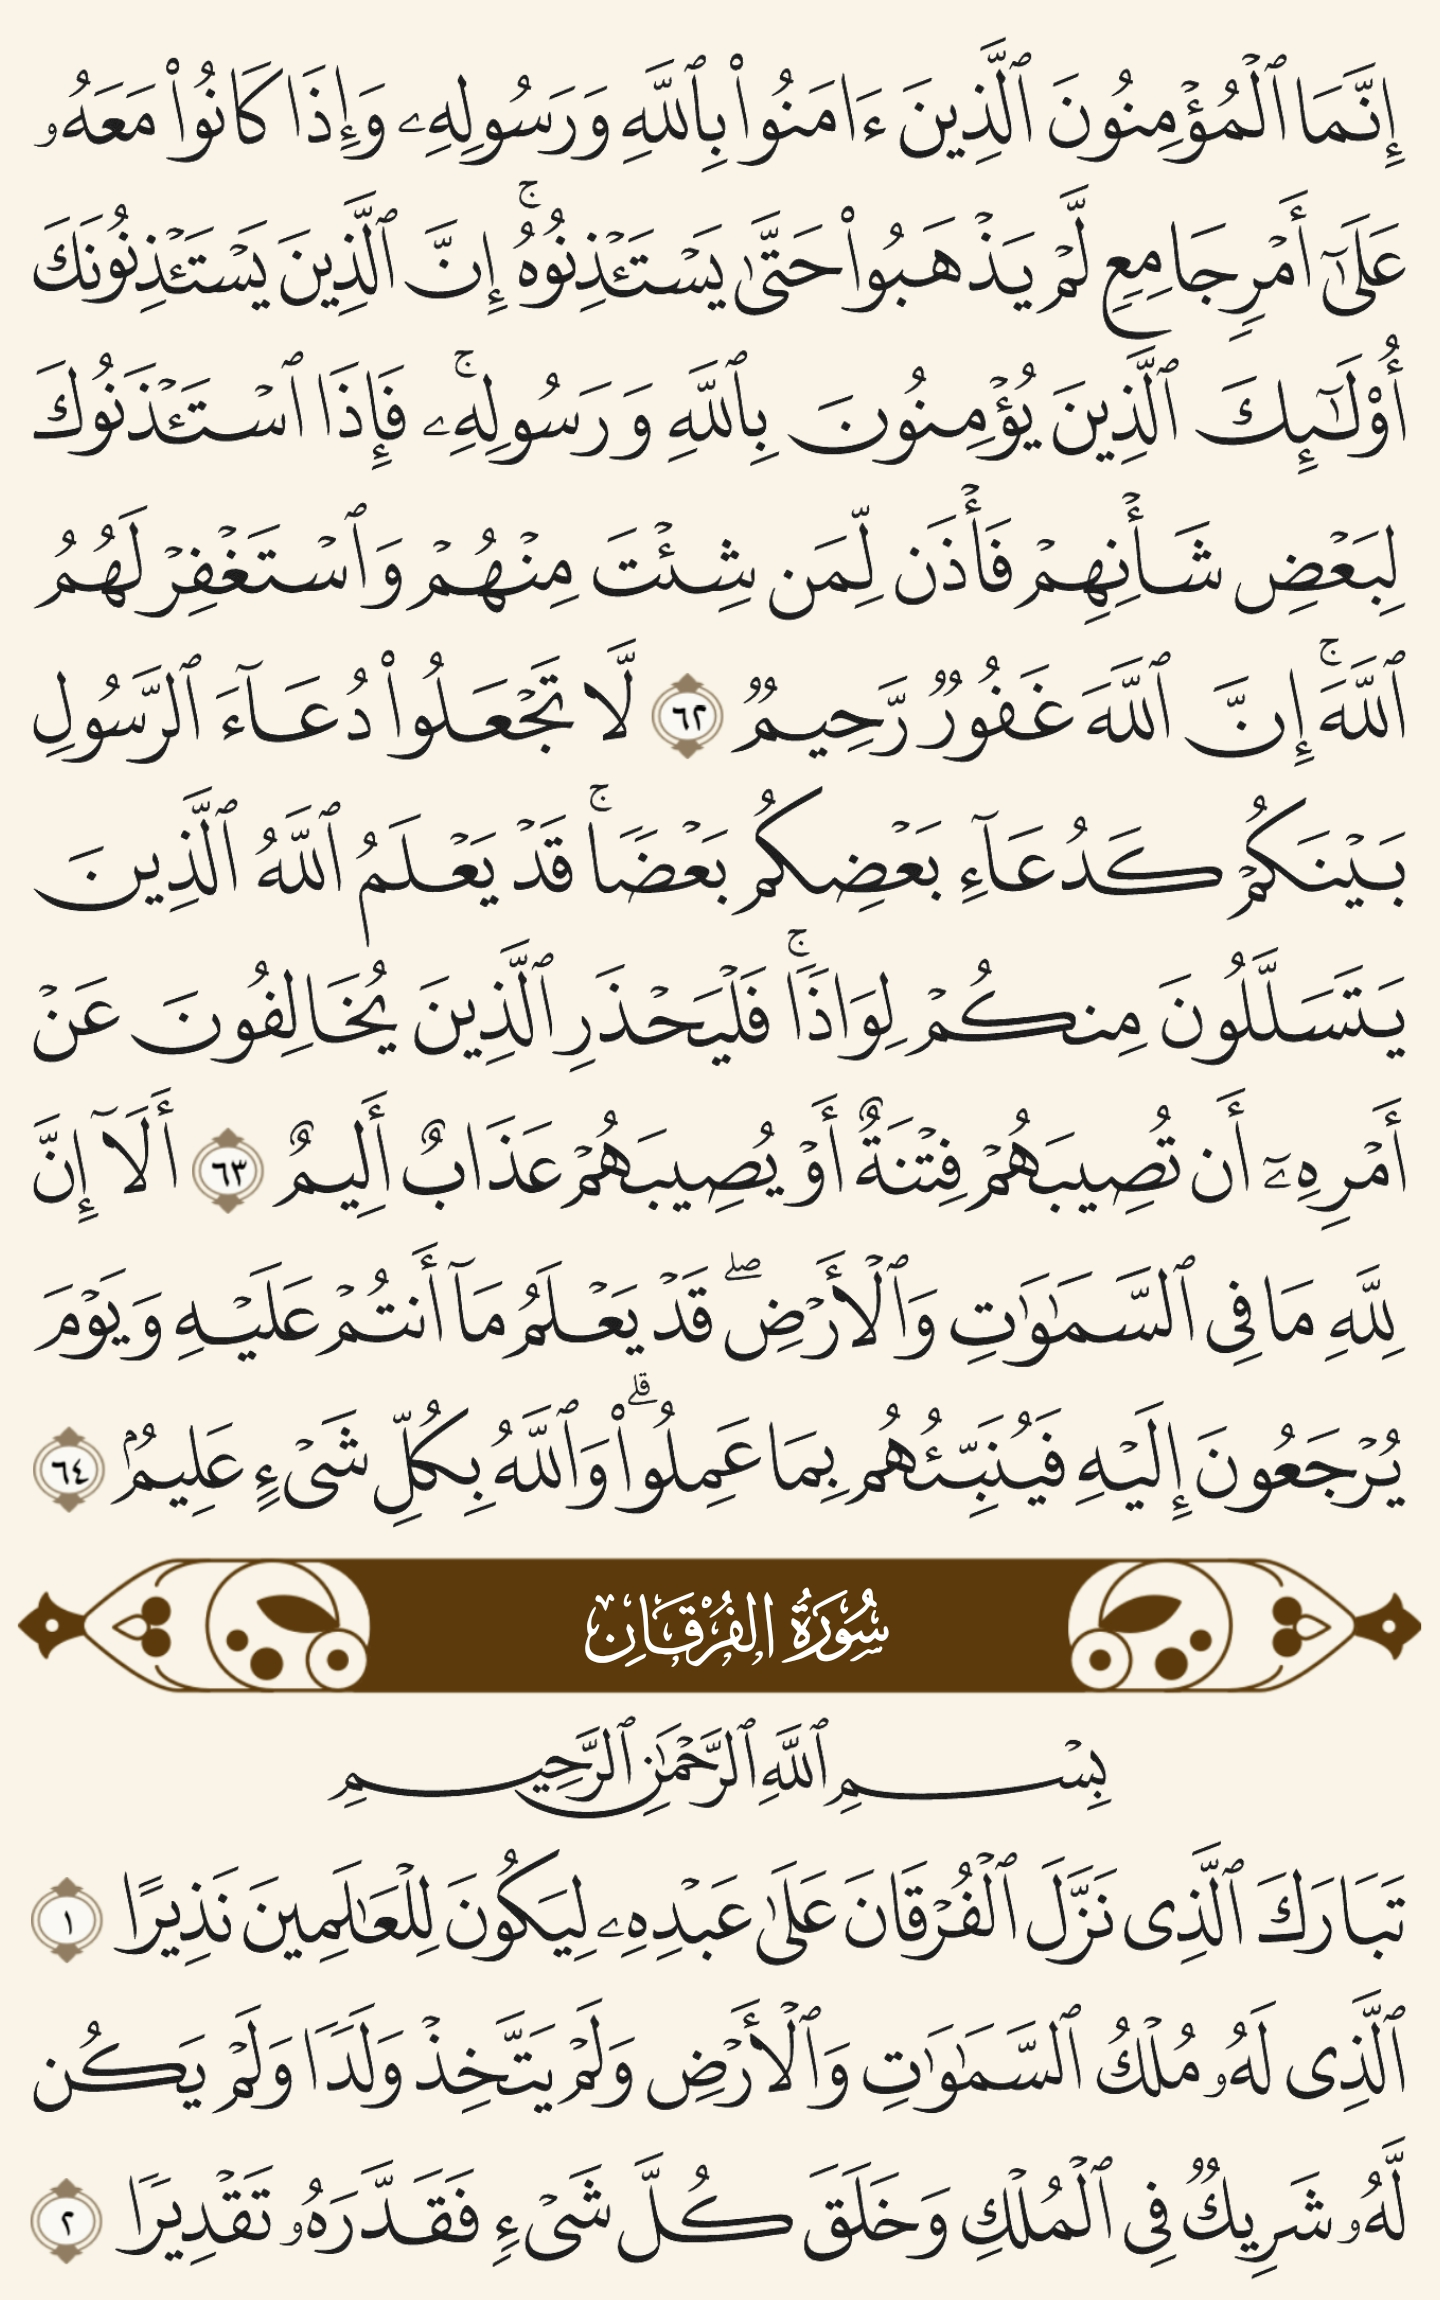 إِنَّمَا ٱلْمُؤْمِنُونَ ٱلَّذِينَ ءَامَنُوا۟ بِٱللَّهِ وَرَسُولِهِۦ وَإِذَا كَانُوا۟ مَعَهُۥ
عَلَىٰٓ أَمْرٍ جَامِعٍ لَّمْ يَذْهَبُوا۟ حَتَّىٰ يَسْتَـْٔذِنُوهُ ۚ إِنَّ ٱلَّذِينَ يَسْتَـْٔذِنُونَكَ
أُو۟لَـٰٓئِكَ ٱلَّذِينَ يُؤْمِنُونَ بِٱللَّهِ وَرَسُولِهِۦ ۚ فَإِذَا ٱسْتَـْٔذَنُوكَ
لِبَعْضِ شَأْنِهِمْ فَأْذَن لِّمَن شِئْتَ مِنْهُمْ وَٱسْتَغْفِرْ لَهُمُ
ٱللَّهَ ۚ إِنَّ ٱللَّهَ غَفُورٌ رَّحِيمٌ ٦٢ لَّا تَجْعَلُوا۟ دُعَآءَ ٱلرَّسُولِ
بَيْنَكُمْ كَدُعَآءِ بَعْضِكُم بَعْضًا ۚ قَدْ يَعْلَمُ ٱللَّهُ ٱلَّذِينَ
يَتَسَلَّلُونَ مِنكُمْ لِوَاذًا ۚ فَلْيَحْذَرِ ٱلَّذِينَ يُخَالِفُونَ عَنْ
أَمْرِهِۦٓ أَن تُصِيبَهُمْ فِتْنَةٌ أَوْ يُصِيبَهُمْ عَذَابٌ أَلِيمٌ ٦٣ أَلَآ إِنَّ
لِلَّهِ مَا فِى ٱلسَّمَـٰوَٰتِ وَٱلْأَرْضِ ۖ قَدْ يَعْلَمُ مَآ أَنتُمْ عَلَيْهِ وَيَوْمَ
يُرْجَعُونَ إِلَيْهِ فَيُنَبِّئُهُم بِمَا عَمِلُوا۟ ۗ وَٱللَّهُ بِكُلِّ شَىْءٍ عَلِيمٌۢ ٦٤
سُورَةُ الفُرْقَانِ
بِسْمِ ٱللَّهِ ٱلرَّحْمَـٰنِ ٱلرَّحِيمِ
تَبَارَكَ ٱلَّذِى نَزَّلَ ٱلْفُرْقَانَ عَلَىٰ عَبْدِهِۦ لِيَكُونَ لِلْعَـٰلَمِينَ نَذِيرًا ١
ٱلَّذِى لَهُۥ مُلْكُ ٱلسَّمَـٰوَٰتِ وَٱلْأَرْضِ وَلَمْ يَتَّخِذْ وَلَدًا وَلَمْ يَكُن
لَّهُۥ شَرِيكٌ فِى ٱلْمُلْكِ وَخَلَقَ كُلَّ شَىْءٍ فَقَدَّرَهُۥ تَقْدِيرًا ٢